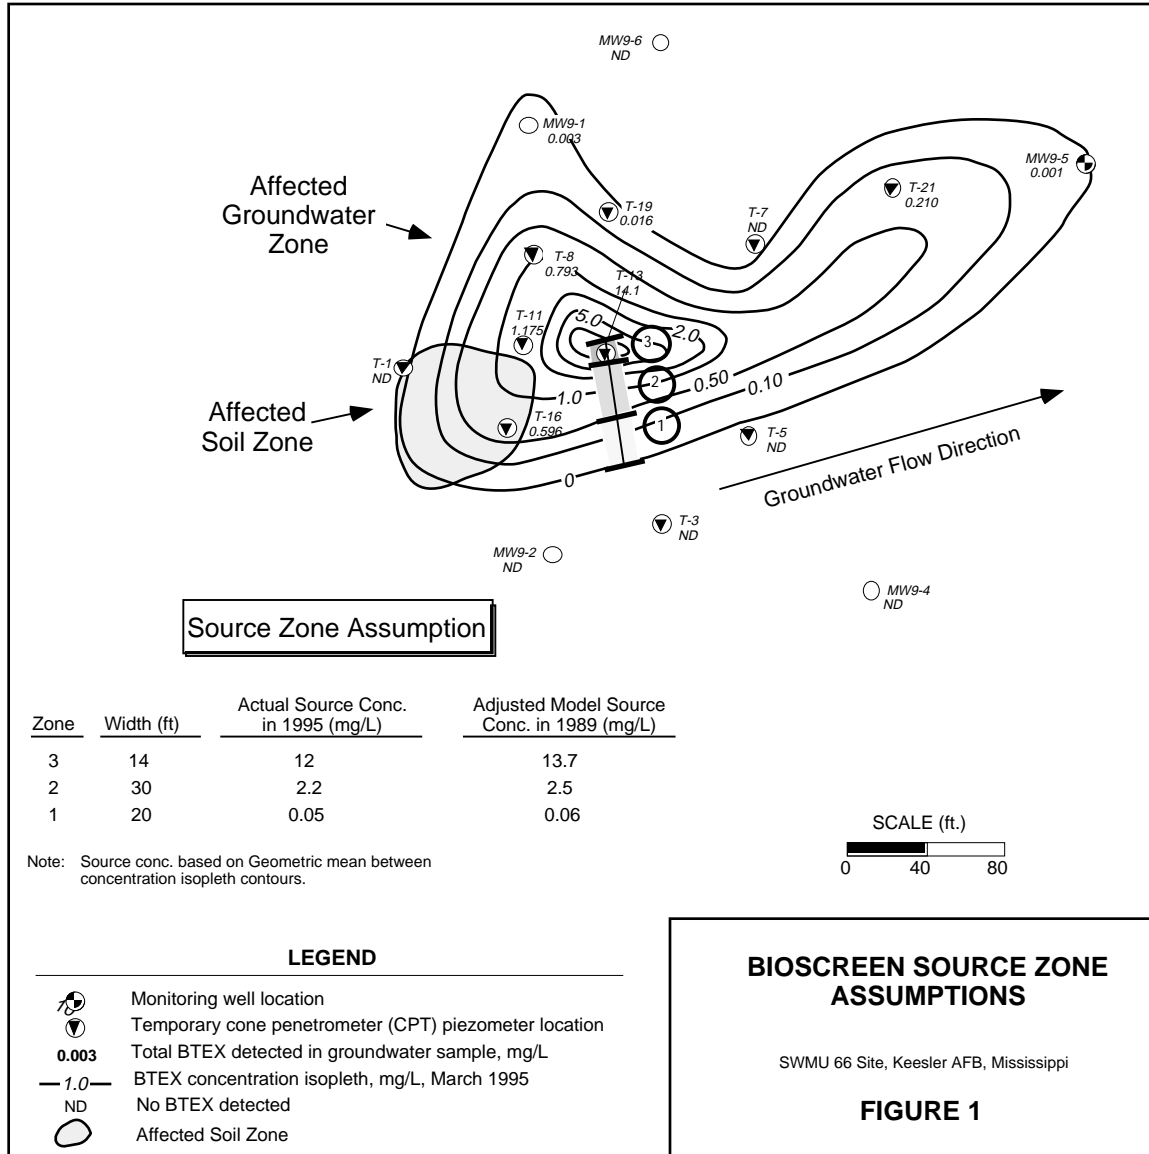 MW9-6
ND
MW9-1
0.003
MW9-5
0.001
Affected
Groundwater
Zone
T-21
0.210
T-19
0.016
T-7
ND
T-8
0.793
T-13
14.1
T-11
1.175
5.0
2.0
3
T-1
ND
2
0.50
0.10
1.0
Affected
Soil Zone
T-16
0.596
1
T-5
ND
0
Groundwater Flow Direction
T-3
ND
MW9-2
ND
MW9-4
ND
Source Zone Assumption
Zone Width (ft) Actual Source Conc. in 1995 (mg/L) Adjusted Model Source Conc. in 1989 (mg/L)
3 14 12 13.7
2 30 2.2 2.5
1 20 0.05 0.06
Note: Source conc. based on Geometric mean between
concentration isopleth contours.
SCALE (ft.)
0 40 80
LEGEND
Monitoring well location
Temporary cone penetrometer (CPT) piezometer location
0.003 Total BTEX detected in groundwater sample, mg/L
1.0 BTEX concentration isopleth, mg/L, March 1995
ND No BTEX detected
Affected Soil Zone
BIOSCREEN SOURCE ZONE
ASSUMPTIONS
SWMU 66 Site, Keesler AFB, Mississippi
FIGURE 1